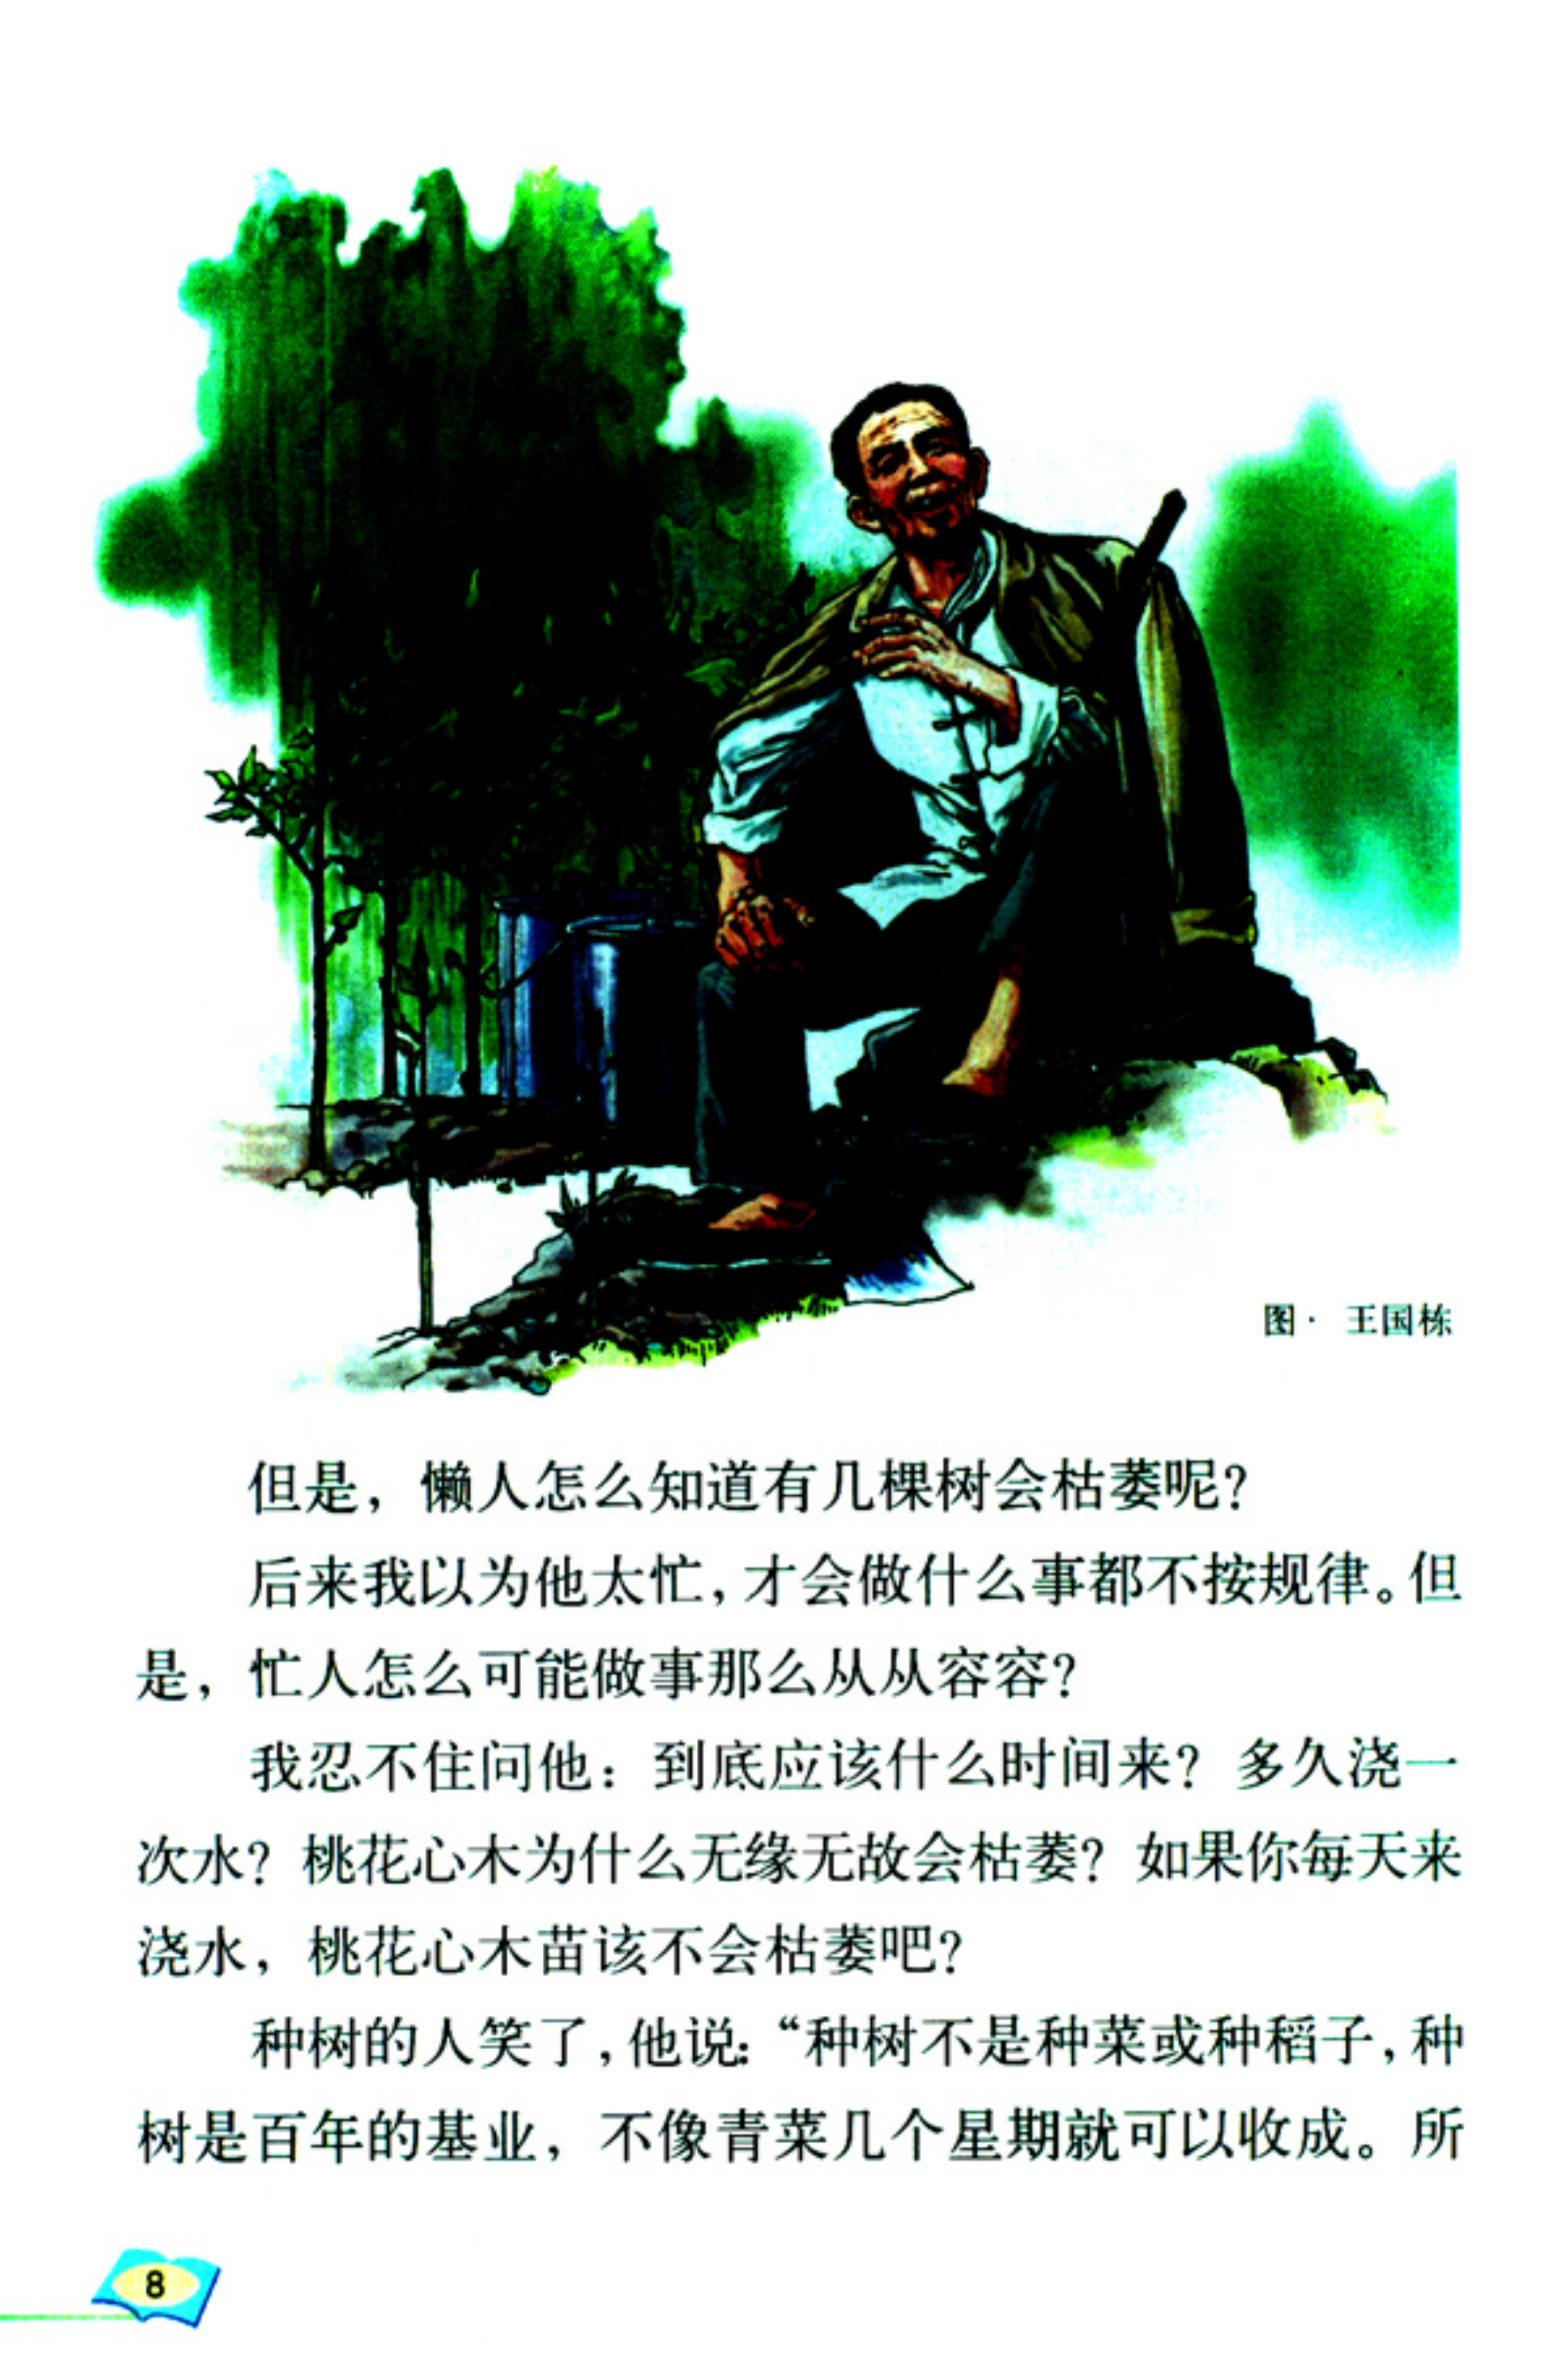 图· 王国栋
但是，懒人怎么知道有几棵树会枯萎呢？
后来我以为他太忙，才会做什么事都不按规律。但
是，忙人怎么可能做事那么从从容容？
我忍不住问他：到底应该什么时间来？多久浇一
次水？桃花心木为什么无缘无故会枯萎？如果你每天来
浇水，桃花心木苗该不会枯萎吧？
种树的人笑了，他说：“种树不是种菜或种稻子，种
树是百年的基业，不像青菜几个星期就可以收成。所
8